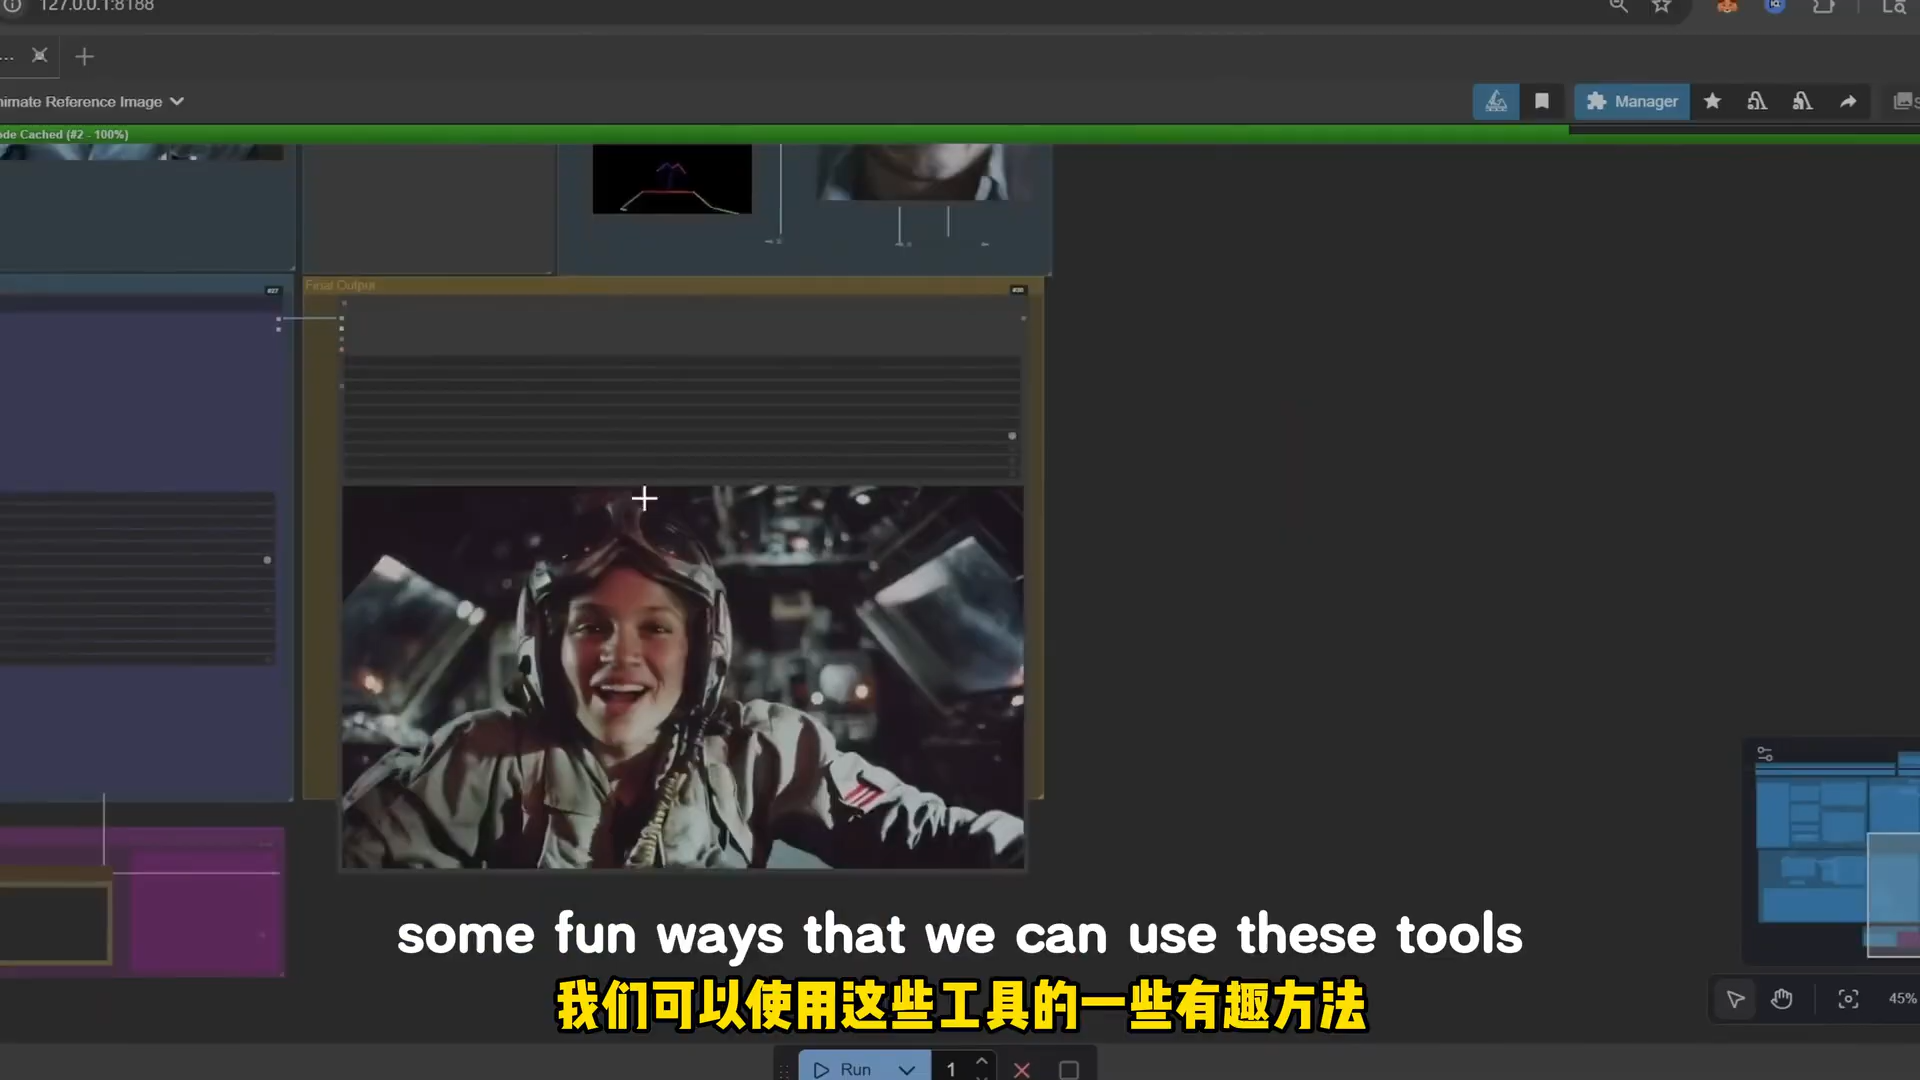 127.0.0.1:8188
nimate Reference Image
Manager
ode Cached (#2 - 100%)
Final Output
#27
some fun ways that we can use these tools
我们可以使用这些工具的一些有趣方法
45%
Run
1